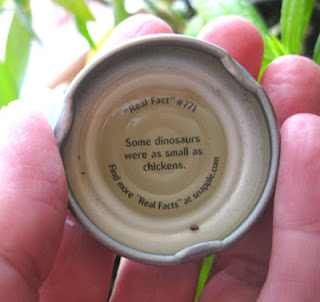 "Real Fact" #771
Some dinosaurs
were as small as
chickens.
Find more "Real Facts" at snapple.com